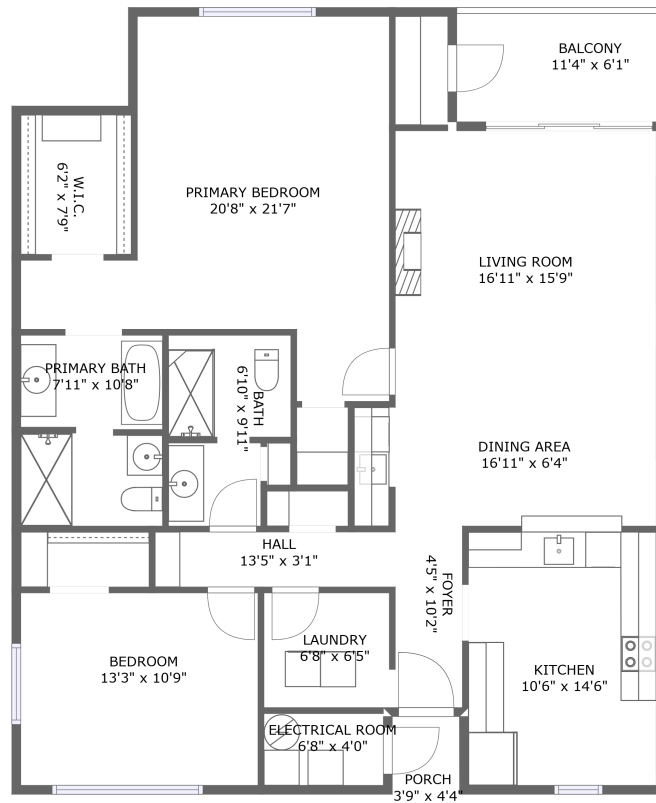 BALCONY
11'4" x 6'1"
W.I.C.
6'2" x 7'9"
PRIMARY BEDROOM
20'8" x 21'7"
LIVING ROOM
16'11" x 15'9"
PRIMARY BATH
7'11" x 10'8"
BATH
6'10" x 9'11"
DINING AREA
16'11" x 6'4"
HALL
13'5" x 3'1"
FOYER
4'5" x 10'2"
BEDROOM
13'3" x 10'9"
LAUNDRY
6'8" x 6'5"
KITCHEN
10'6" x 14'6"
ELECTRICAL ROOM
6'8" x 4'0"
PORCH
3'9" x 4'4"